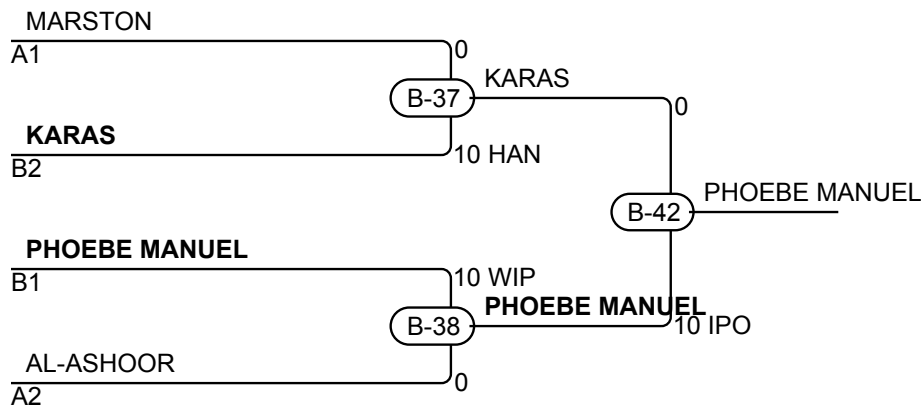 MARSTON
A1
0
B-37
KARAS
0
KARAS
10 HAN
B2
B-42
PHOEBE MANUEL
PHOEBE MANUEL
B1
10 WIP
B-38
PHOEBE MANUEL
10 IPO
AL-ASHOOR
A2
0